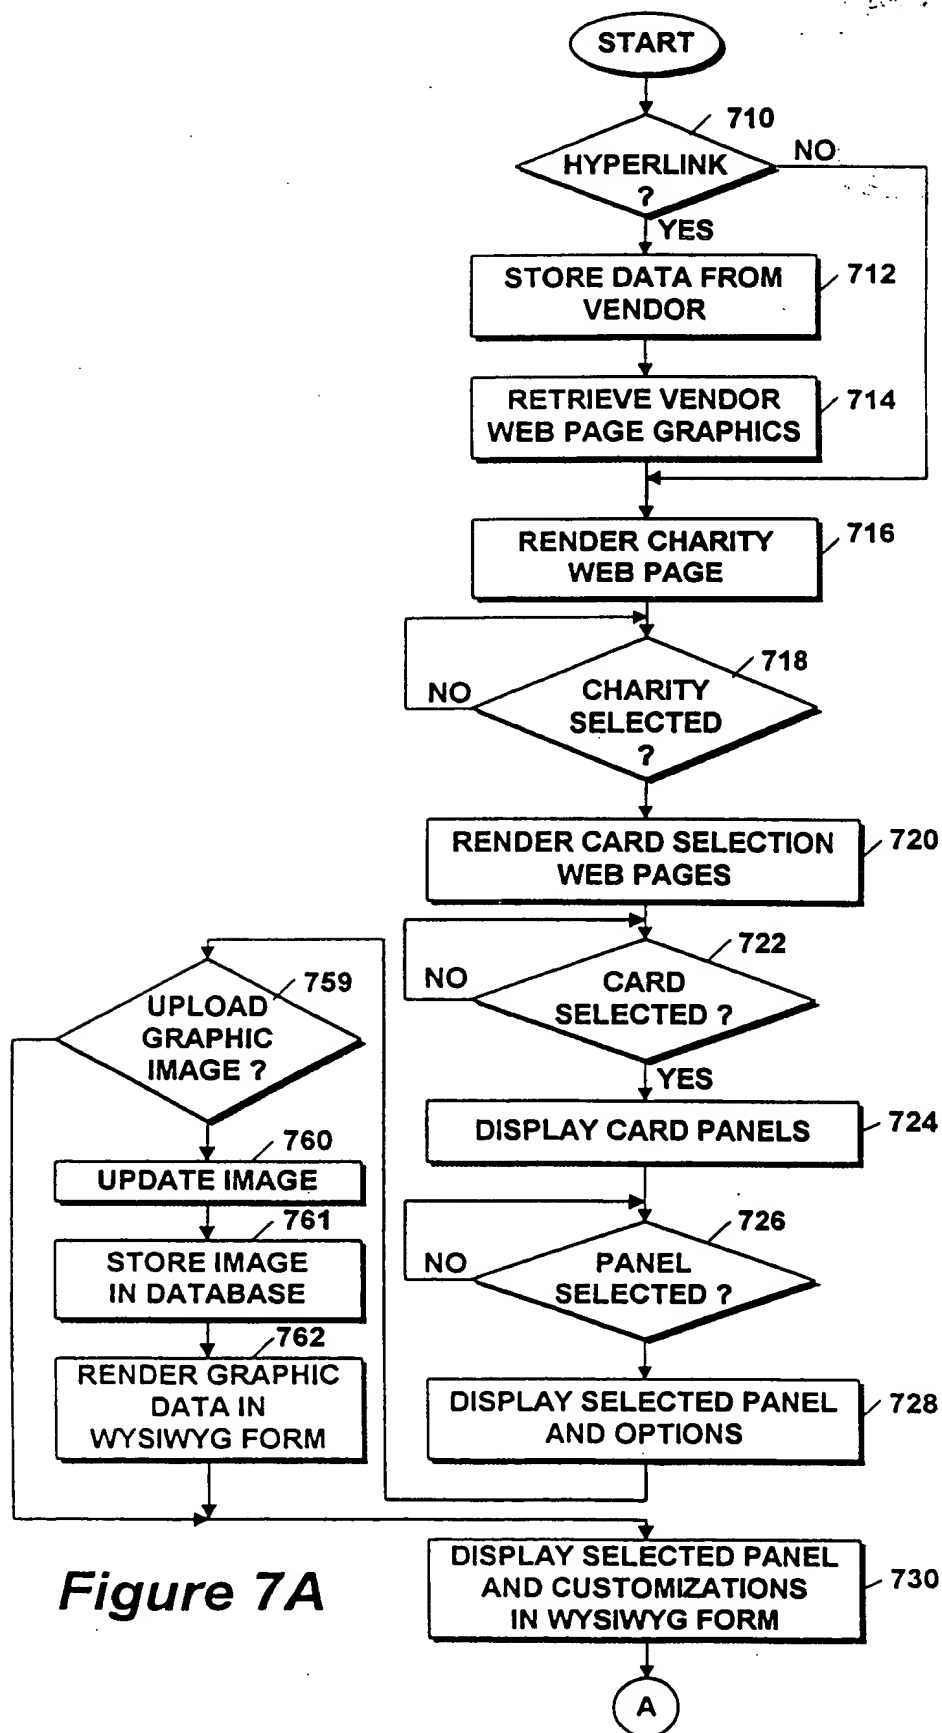 START
710
HYPERLINK
?
NO
YES
STORE DATA FROM
VENDOR
712
RETRIEVE VENDOR
WEB PAGE GRAPHICS
714
RENDER CHARITY
WEB PAGE
716
718
CHARITY
SELECTED
?
NO
RENDER CARD SELECTION
WEB PAGES
720
722
CARD
SELECTED ?
NO
YES
DISPLAY CARD PANELS
724
726
PANEL
SELECTED ?
NO
DISPLAY SELECTED PANEL
AND OPTIONS
728
759
UPLOAD
GRAPHIC
IMAGE ?
760
UPDATE IMAGE
761
STORE IMAGE
IN DATABASE
762
RENDER GRAPHIC
DATA IN
WYSIWYG FORM
DISPLAY SELECTED PANEL
AND CUSTOMIZATIONS
IN WYSIWYG FORM
730
A
Figure 7A